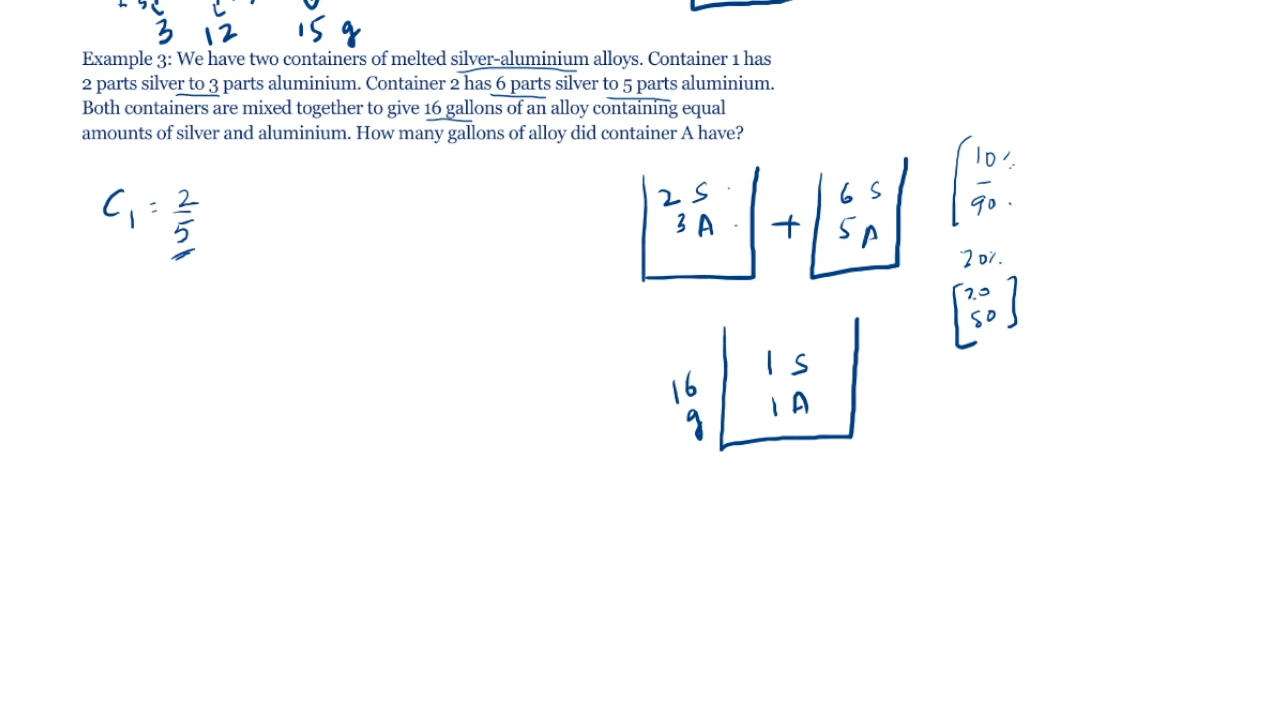 3 12 15 g
Example 3: We have two containers of melted silver-aluminium alloys. Container 1 has
2 parts silver to 3 parts aluminium. Container 2 has 6 parts silver to 5 parts aluminium.
Both containers are mixed together to give 16 gallons of an alloy containing equal
amounts of silver and aluminium. How many gallons of alloy did container A have?
C1 = 2/5
2 S
3 A
+
6 S
5 A
10%
90.
20%.
20
80
16
g
1 S
1 A